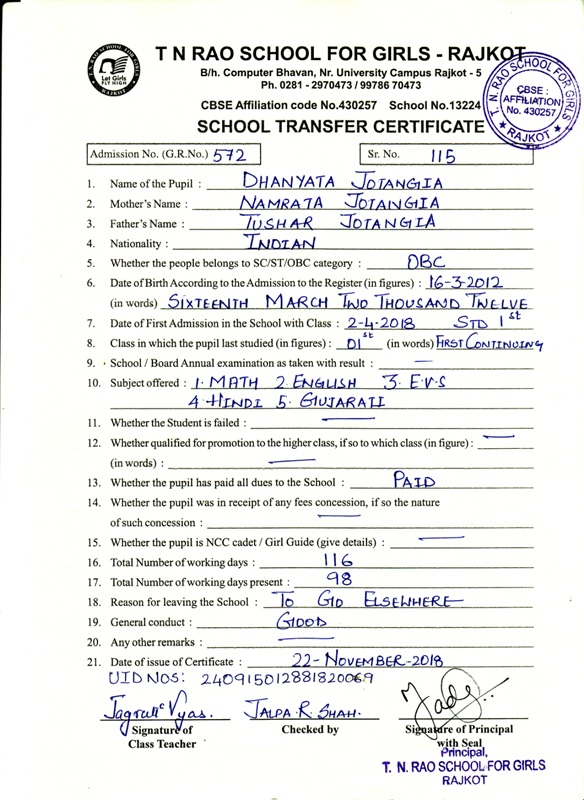 T N RAO SCHOOL FOR GIRLS - RAJKOT
B/h. Computer Bhavan, Nr. University Campus Rajkot - 5
Ph. 0281 - 2970473 / 99786 70473
CBSE Affiliation code No.430257 School No.13224
SCHOOL TRANSFER CERTIFICATE
T. N. RAO SCHOOL FOR GIRLS
CBSE :
AFFILIATION
No. 430257
★ RAJKOT ★
T N RAO SCHOOL FOR GIRLS
Let Girls
FLY HIGH
RAJKOT
Admission No. (G.R.No.) 572 Sr. No. 115
1. Name of the Pupil : DHANYATA JOTANGIA
2. Mother's Name : NAMRATA JOTANGIA
3. Father's Name : TUSHAR JOTANGIA
4. Nationality : INDIAN
5. Whether the people belongs to SC/ST/OBC category : OBC
6. Date of Birth According to the Admission to the Register (in figures) : 16-3-2012
(in words) SIXTEENTH MARCH TWO THOUSAND TWELVE
7. Date of First Admission in the School with Class : 2-4-2018 STD 1st
8. Class in which the pupil last studied (in figures) : 01st (in words) FIRST CONTINUING
9. School / Board Annual examination as taken with result : —
10. Subject offered : 1. MATH 2. ENGLISH 3. E.V.S
4. HINDI 5. GUJARATI
11. Whether the Student is failed : —
12. Whether qualified for promotion to the higher class, if so to which class (in figure) : —
(in words) : —
13. Whether the pupil has paid all dues to the School : PAID
14. Whether the pupil was in receipt of any fees concession, if so the nature
of such concession : —
15. Whether the pupil is NCC cadet / Girl Guide (give details) : —
16. Total Number of working days : 116
17. Total Number of working days present : 98
18. Reason for leaving the School : TO GO ELSEWHERE
19. General conduct : GOOD
20. Any other remarks : —
21. Date of issue of Certificate : 22-NOVEMBER-2018
UID NOS: 240915012881820069
Jagruti Vyas. JALPA.R.SHAH.
Signature of Class Teacher
Checked by
Signature of Principal with Seal
Principal,
T. N. RAO SCHOOL FOR GIRLS
RAJKOT